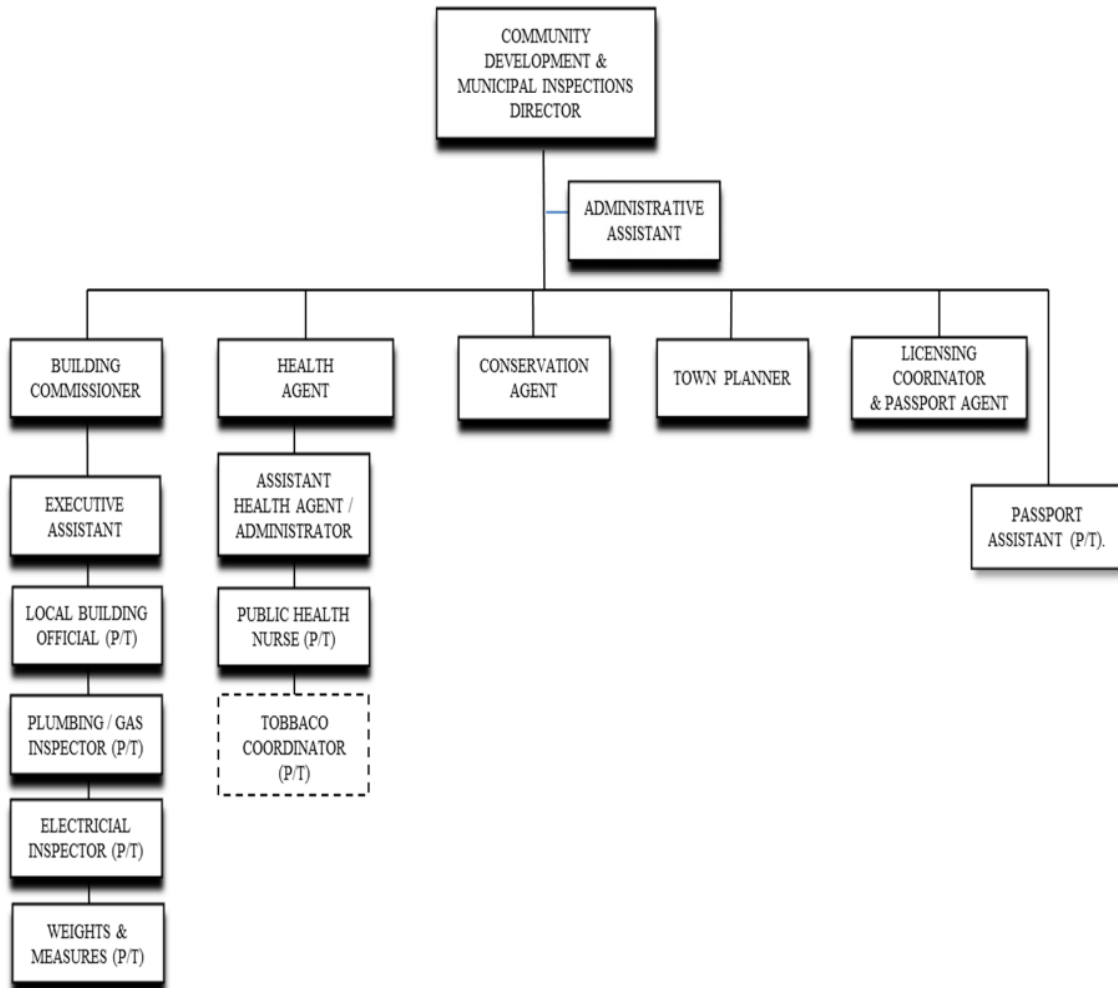 COMMUNITY
DEVELOPMENT &
MUNICIPAL INSPECTIONS
DIRECTOR
ADMINISTRATIVE
ASSISTANT
BUILDING
COMMISSIONER
HEALTH
AGENT
CONSERVATION
AGENT
TOWN PLANNER
LICENSING
COORINATOR
& PASSPORT AGENT
EXECUTIVE
ASSISTANT
ASSISTANT
HEALTH AGENT /
ADMINISTRATOR
PASSPORT
ASSISTANT (P/T).
LOCAL BUILDING
OFFICIAL (P/T)
PUBLIC HEALTH
NURSE (P/T)
PLUMBING / GAS
INSPECTOR (P/T)
TOBBACO
COORDINATOR
(P/T)
ELECTRICIAL
INSPECTOR (P/T)
WEIGHTS &
MEASURES (P/T)